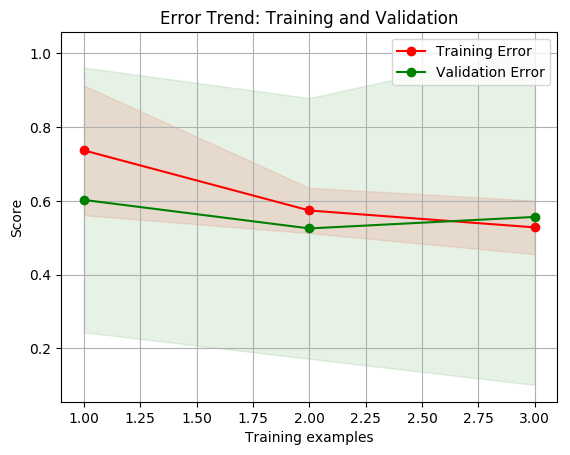 Error Trend: Training and Validation
Training Error
Validation Error
1.0
0.8
0.6
0.4
0.2
Score
1.00 1.25 1.50 1.75 2.00 2.25 2.50 2.75 3.00
Training examples